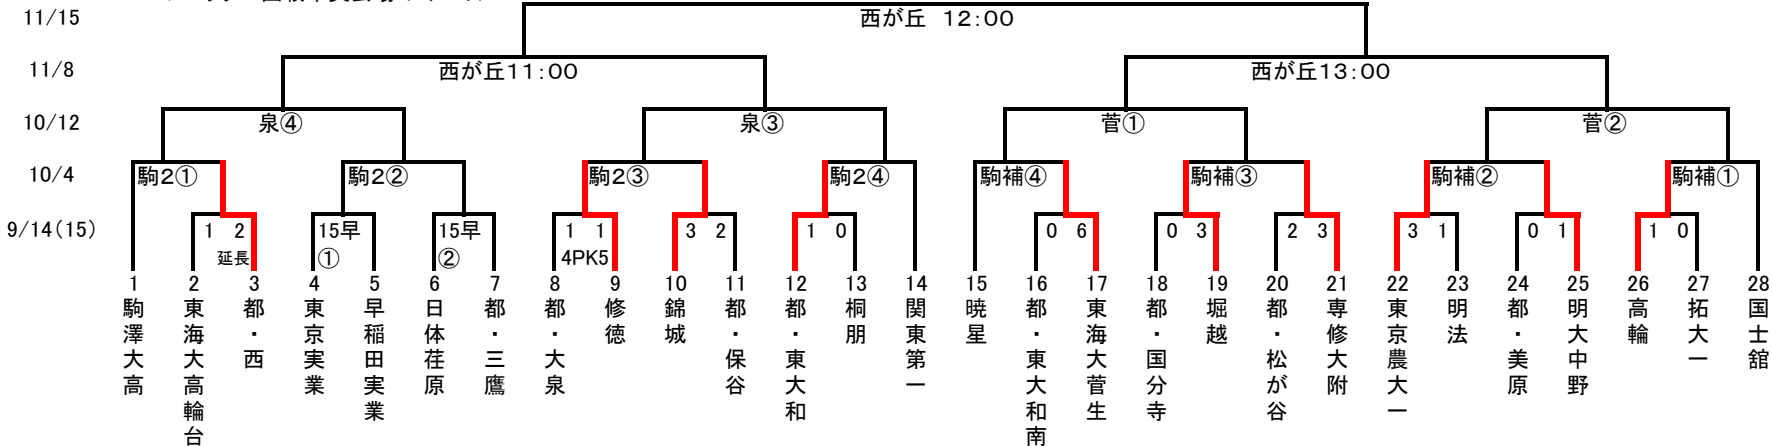 11/15
西が丘 12:00
11/8
西が丘11:00
西が丘13:00
10/12
泉④
泉③
菅①
菅②
10/4
駒2①
駒2②
駒2③
駒2④
駒補④
駒補③
駒補②
駒補①
9/14(15)
1 2
延長
15早
①
15早
②
1 1
4PK5
3 2
1 0
0 6
0 3
2 3
3 1
0 1
1 0
1 駒澤大高
2 東海大高輪台
3 都・西
4 東京実業
5 早稲田実業
6 日体荏原
7 都・三鷹
8 都・大泉
9 修徳
10 錦城
11 都・保谷
12 都・東大和
13 桐朋
14 関東第一
15 暁星
16 都・東大和南
17 東海大菅生
18 都・国分寺
19 堀越
20 都・松が谷
21 専修大附
22 東京農大一
23 明法
24 都・美原
25 明大中野
26 高輪
27 拓大一
28 国士舘